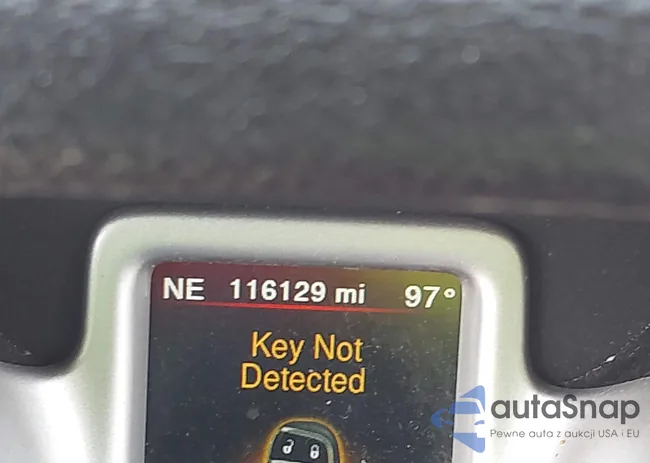 NE 116129 mi 97°
Key Not
Detected
autaSnap
Pewne auta z aukcji USA i EU